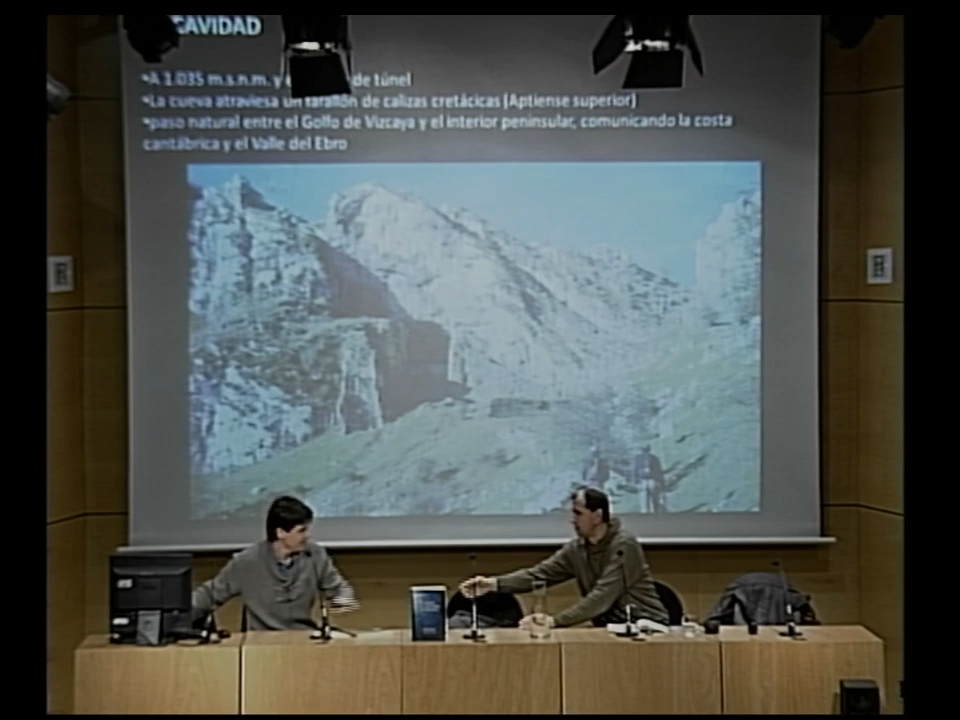 CAVIDAD
•A 1.035 m.s.n.m. y de túnel
•La cueva atraviesa un farallón de calizas cretácicas (Aptiense superior)
•paso natural entre el Golfo de Vizcaya y el interior peninsular, comunicando la costa
cantábrica y el Valle del Ebro